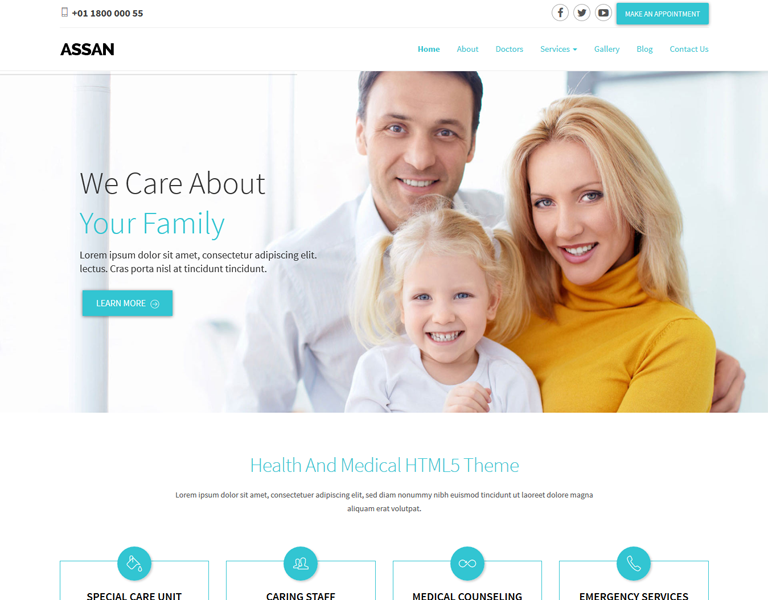 +01 1800 000 55
MAKE AN APPOINTMENT
ASSAN
Home About Doctors Services Gallery Blog Contact Us
We Care About
Your Family
Lorem ipsum dolor sit amet, consectetur adipiscing elit.
lectus. Cras porta nisl at tincidunt tincidunt.
LEARN MORE
Health And Medical HTML5 Theme
Lorem ipsum dolor sit amet, consectetuer adipiscing elit, sed diam nonummy nibh euismod tincidunt ut laoreet dolore magna
aliquam erat volutpat.
SPECIAL CARE UNIT
CARING STAFF
MEDICAL COUNSELING
EMERGENCY SERVICES